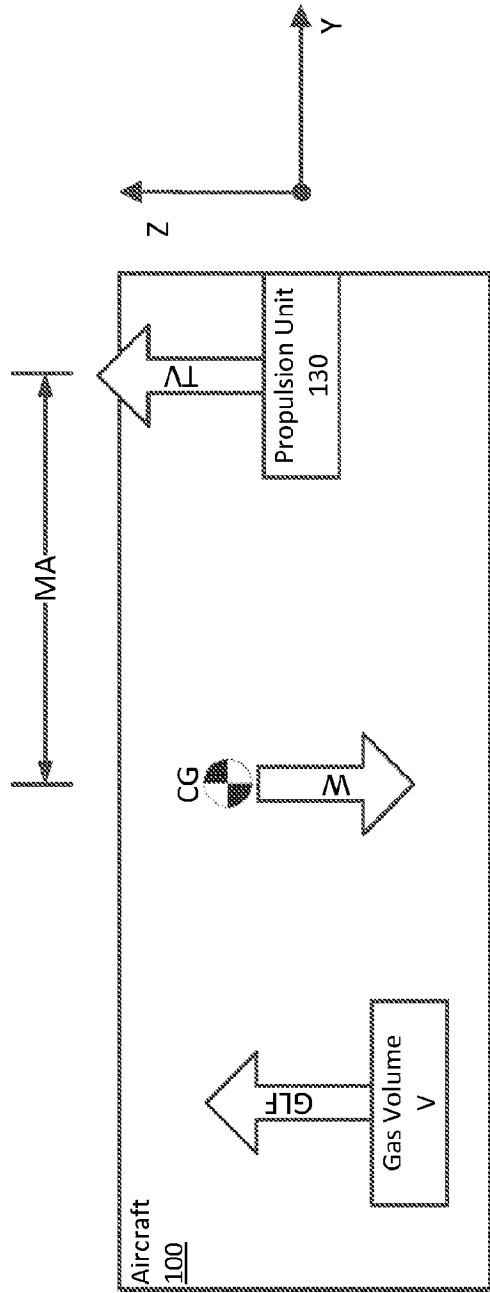 MA
Z
Y
Aircraft
100
CG
TV
GLF
W
Propulsion Unit
130
Gas Volume
V